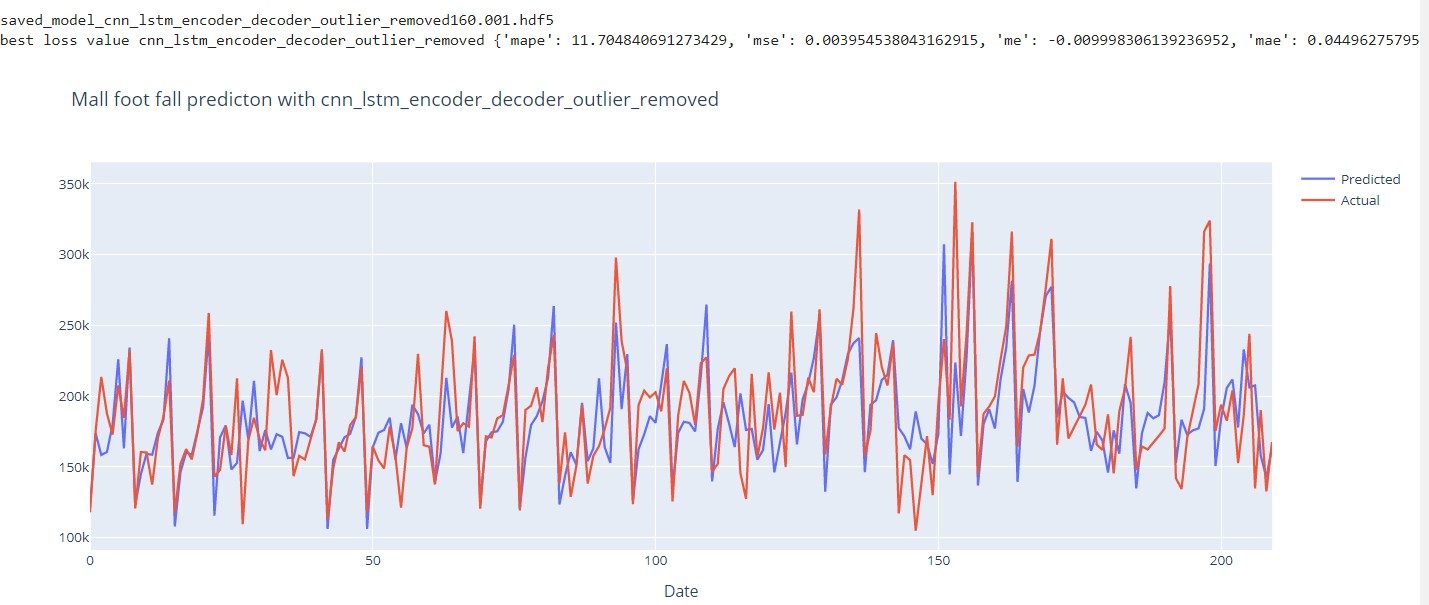 saved_model_cnn_lstm_encoder_decoder_outlier_removed160.001.hdf5
best loss value cnn_lstm_encoder_decoder_outlier_removed {'mape': 11.704840691273429, 'mse': 0.003954538043162915, 'me': -0.009998306139236952, 'mae': 0.04496275795
Mall foot fall predicton with cnn_lstm_encoder_decoder_outlier_removed
350k
300k
250k
200k
150k
100k
0 50 100 150 200
Date
Predicted
Actual